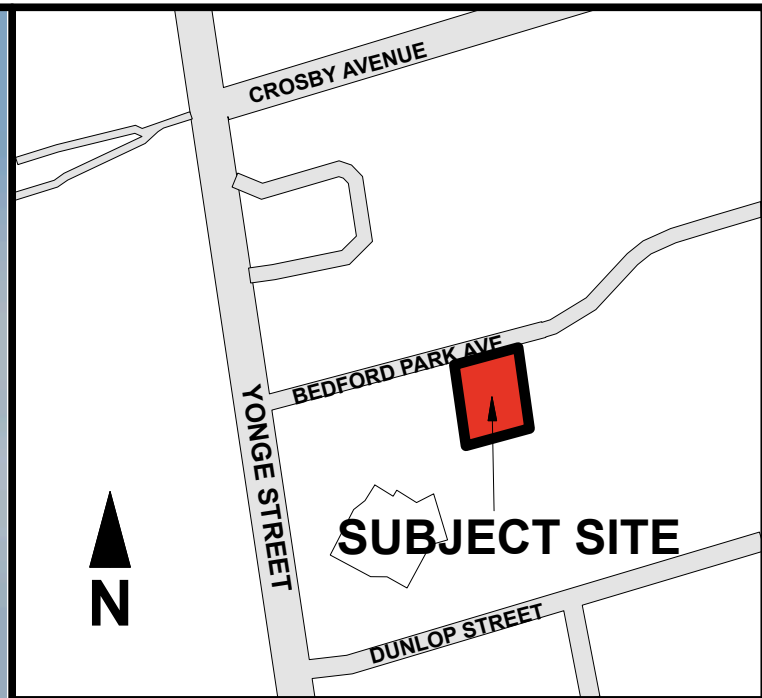 CROSBY AVENUE
BEDFORD PARK AVE
YONGE STREET
SUBJECT SITE
N
DUNLOP STREET